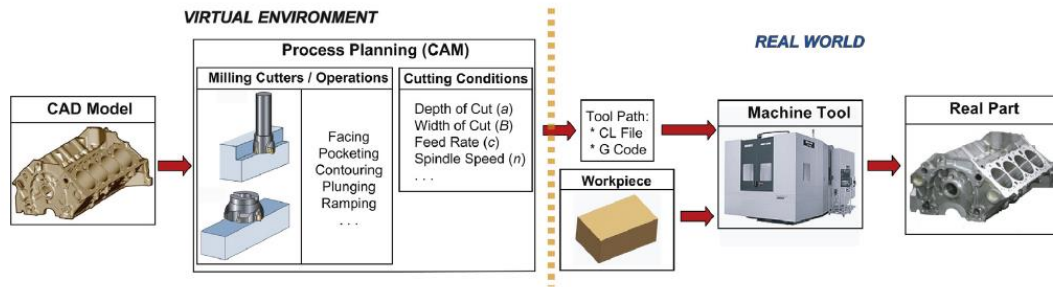 VIRTUAL ENVIRONMENT
REAL WORLD
CAD Model
Process Planning (CAM)
Milling Cutters / Operations
Facing
Pocketing
Contouring
Plunging
Ramping
. . .
Cutting Conditions
Depth of Cut (a)
Width of Cut (B)
Feed Rate (c)
Spindle Speed (n)
. . .
Tool Path:
* CL File
* G Code
Workpiece
Machine Tool
Real Part